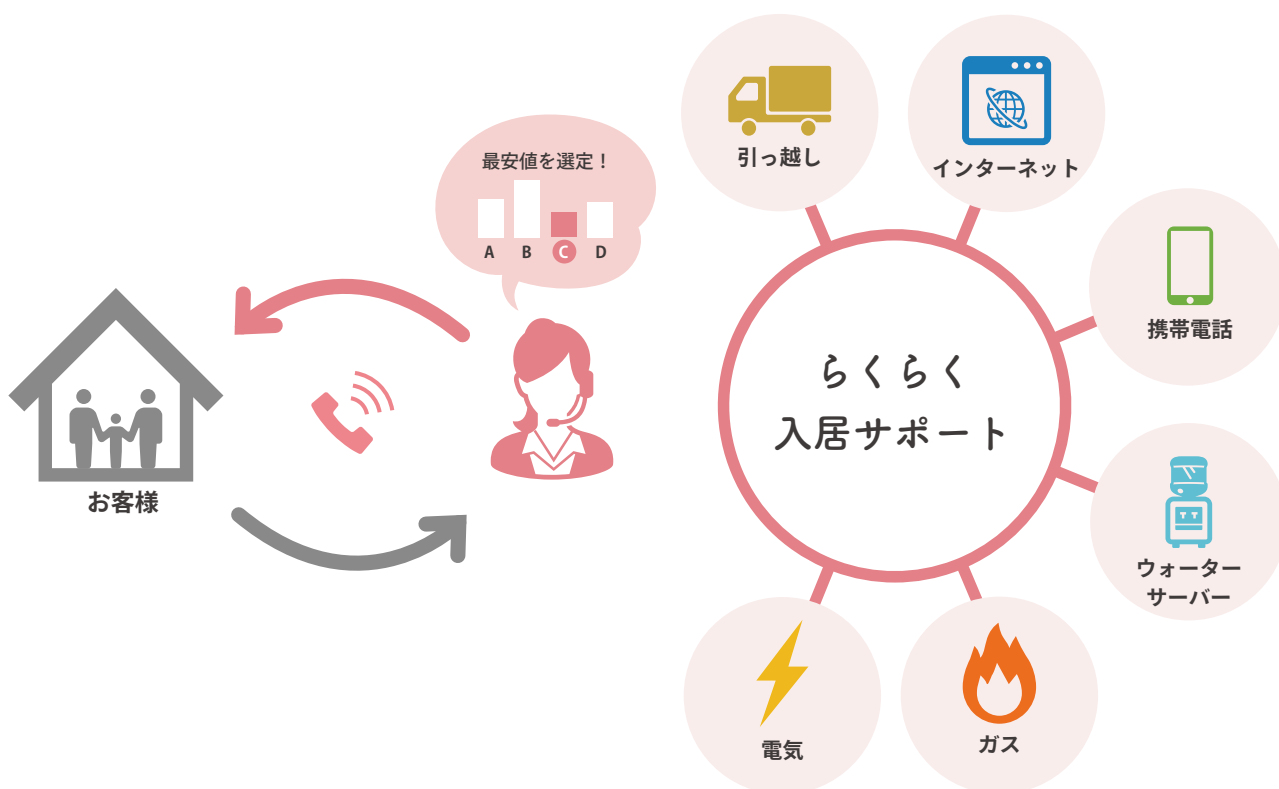 最安値を選定！
A B C D
お客様
らくらく
入居サポート
引っ越し
インターネット
携帯電話
ウォーター
サーバー
ガス
電気